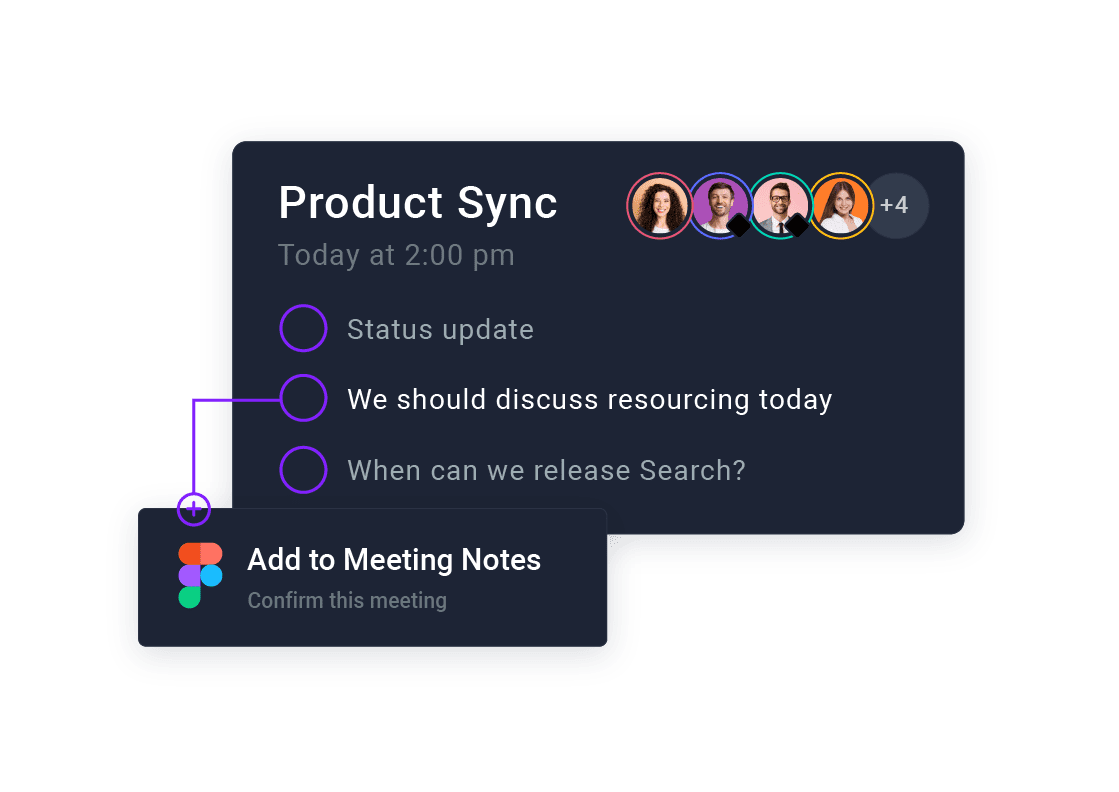 Product Sync
+4
Today at 2:00 pm
Status update
We should discuss resourcing today
When can we release Search?
Add to Meeting Notes
Confirm this meeting